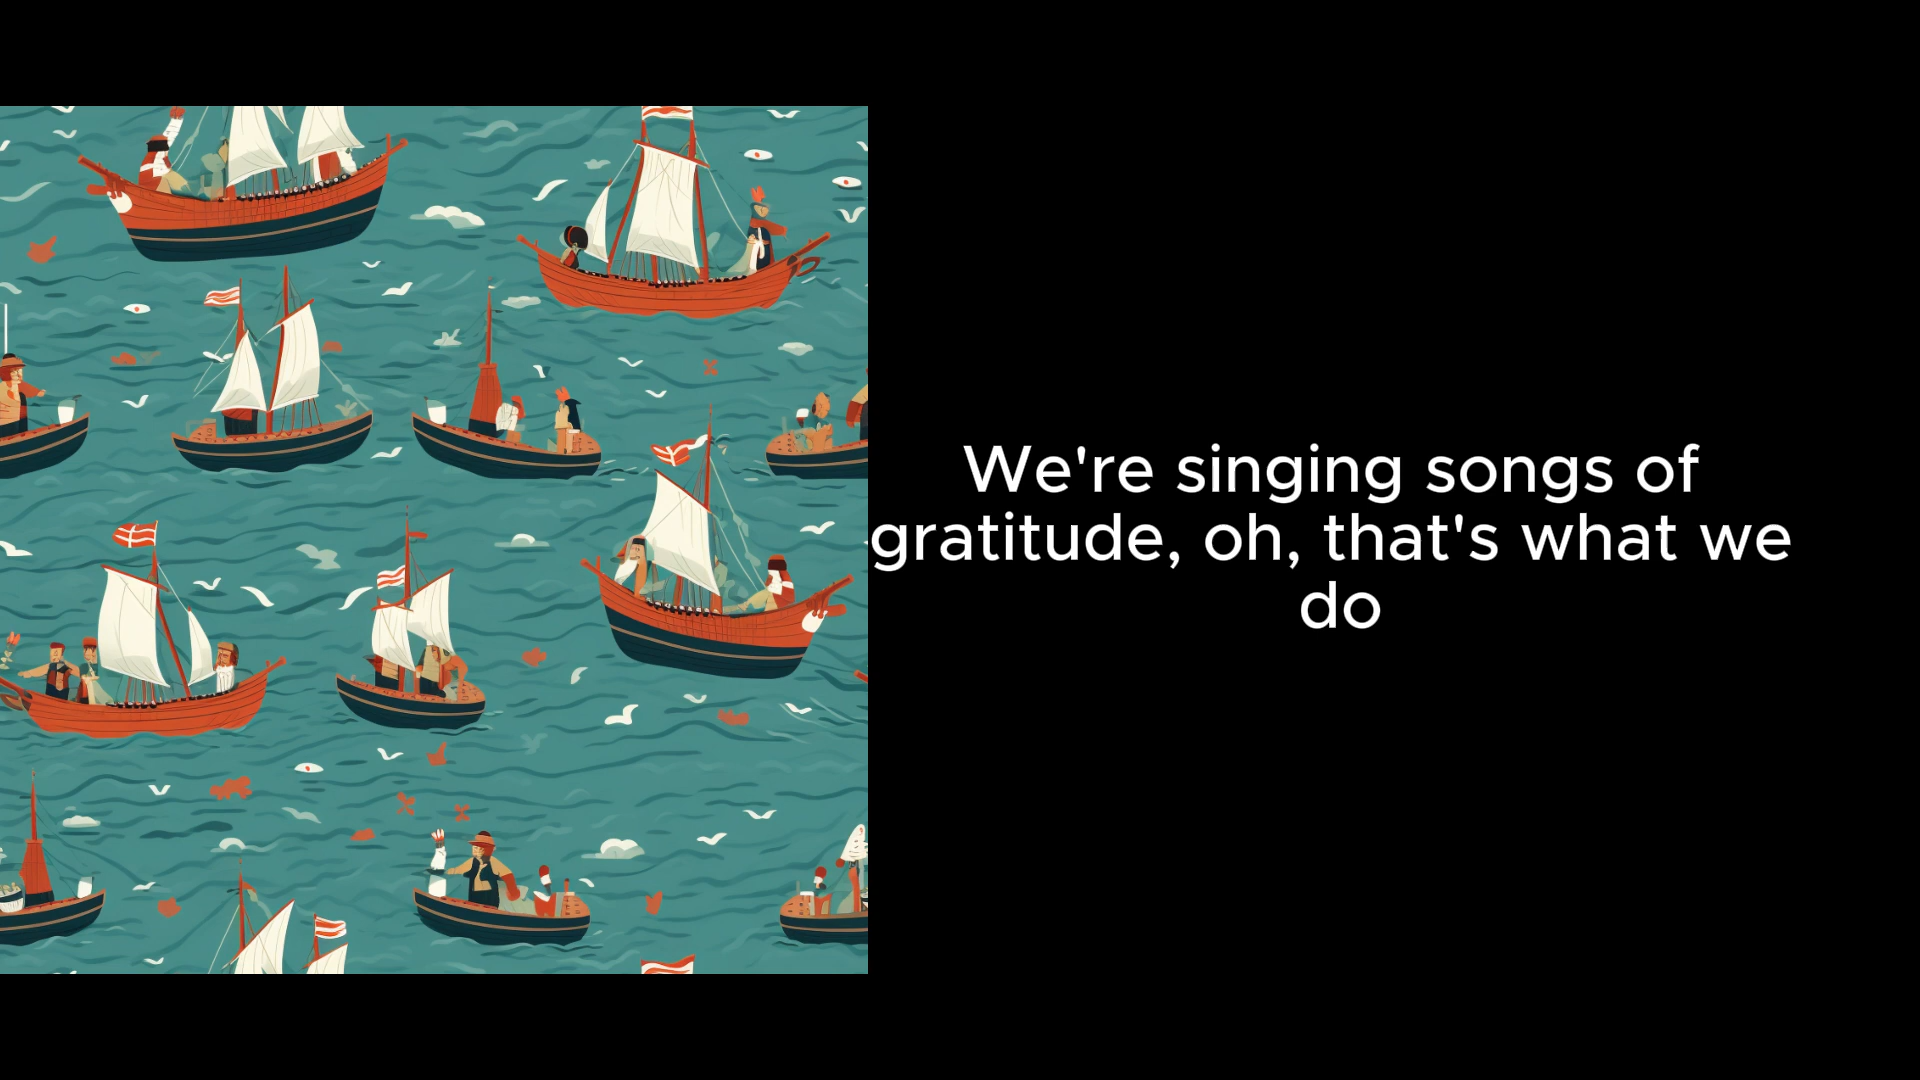 We're singing songs of
gratitude, oh, that's what we
do